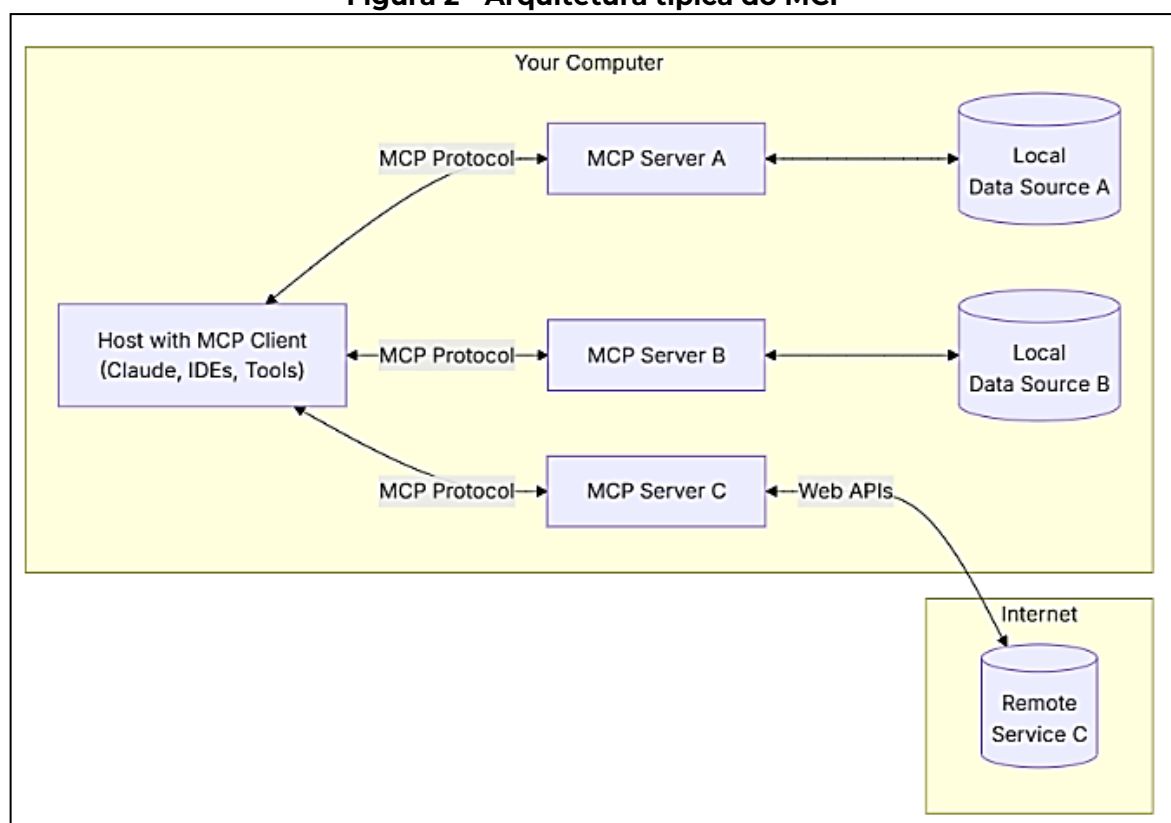 Figura 2 - Arquitetura típica do MCP
Your Computer
MCP Protocol
MCP Server A
Local
Data Source A
Host with MCP Client
(Claude, IDEs, Tools)
MCP Protocol
MCP Server B
Local
Data Source B
MCP Protocol
MCP Server C
Web APIs
Internet
Remote
Service C